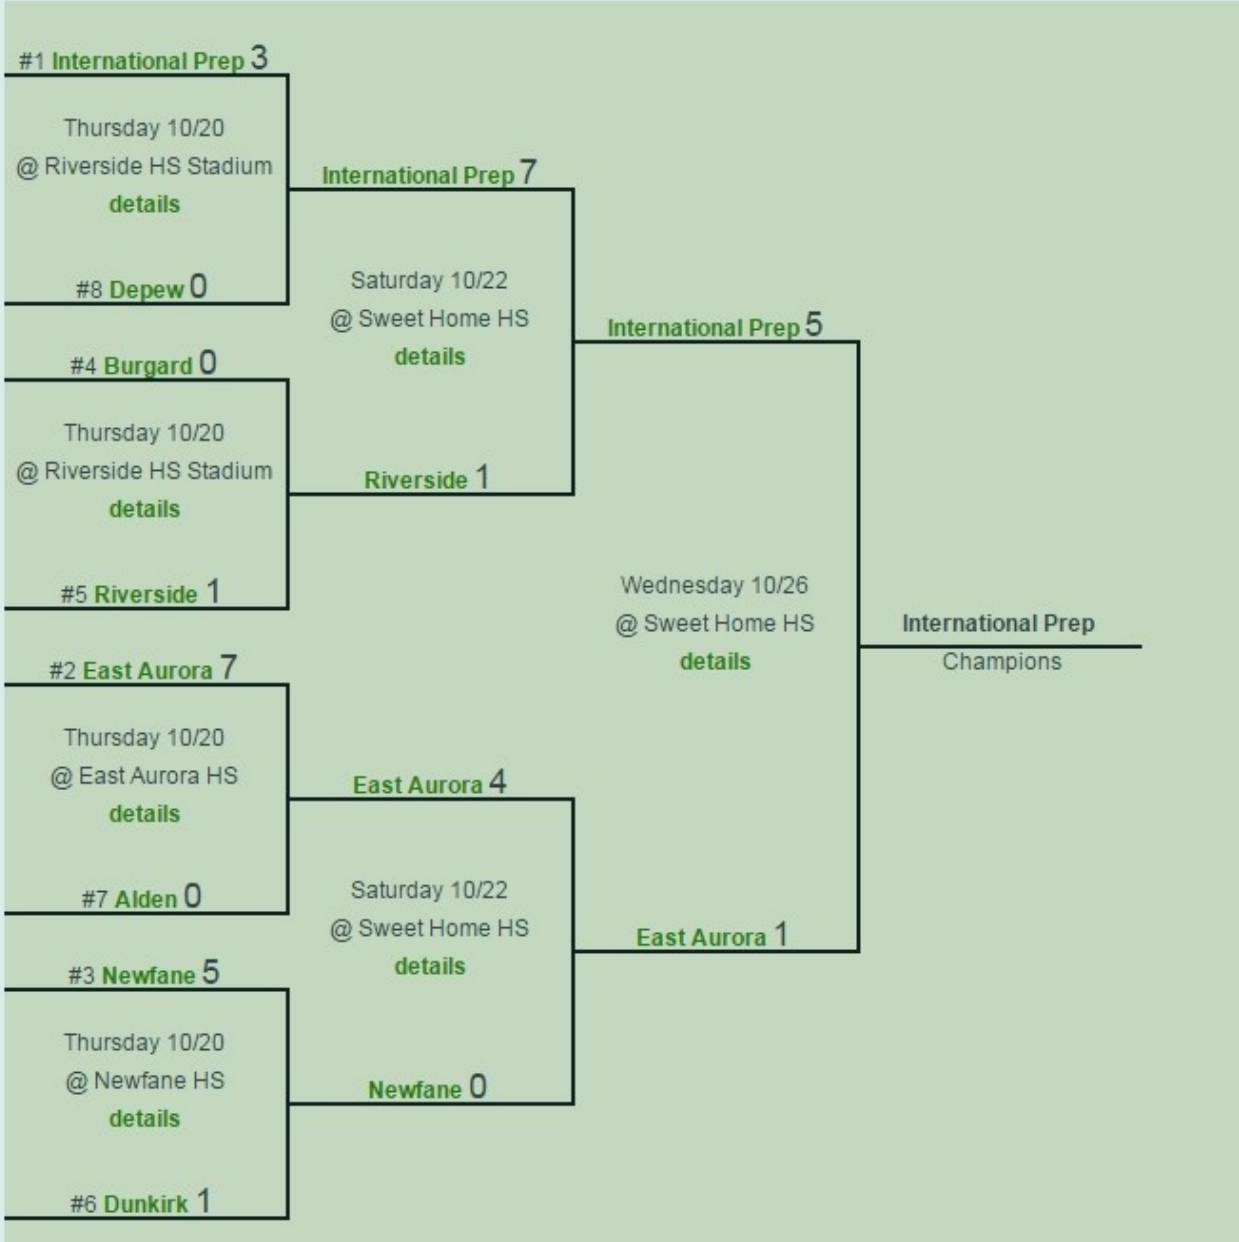 #1 International Prep 3
Thursday 10/20
@ Riverside HS Stadium
details
#8 Depew 0
#4 Burgard 0
Thursday 10/20
@ Riverside HS Stadium
details
#5 Riverside 1
#2 East Aurora 7
Thursday 10/20
@ East Aurora HS
details
#7 Alden 0
#3 Newfane 5
Thursday 10/20
@ Newfane HS
details
#6 Dunkirk 1
International Prep 7
Saturday 10/22
@ Sweet Home HS
details
Riverside 1
East Aurora 4
Saturday 10/22
@ Sweet Home HS
details
Newfane 0
International Prep 5
Wednesday 10/26
@ Sweet Home HS
details
East Aurora 1
International Prep
Champions